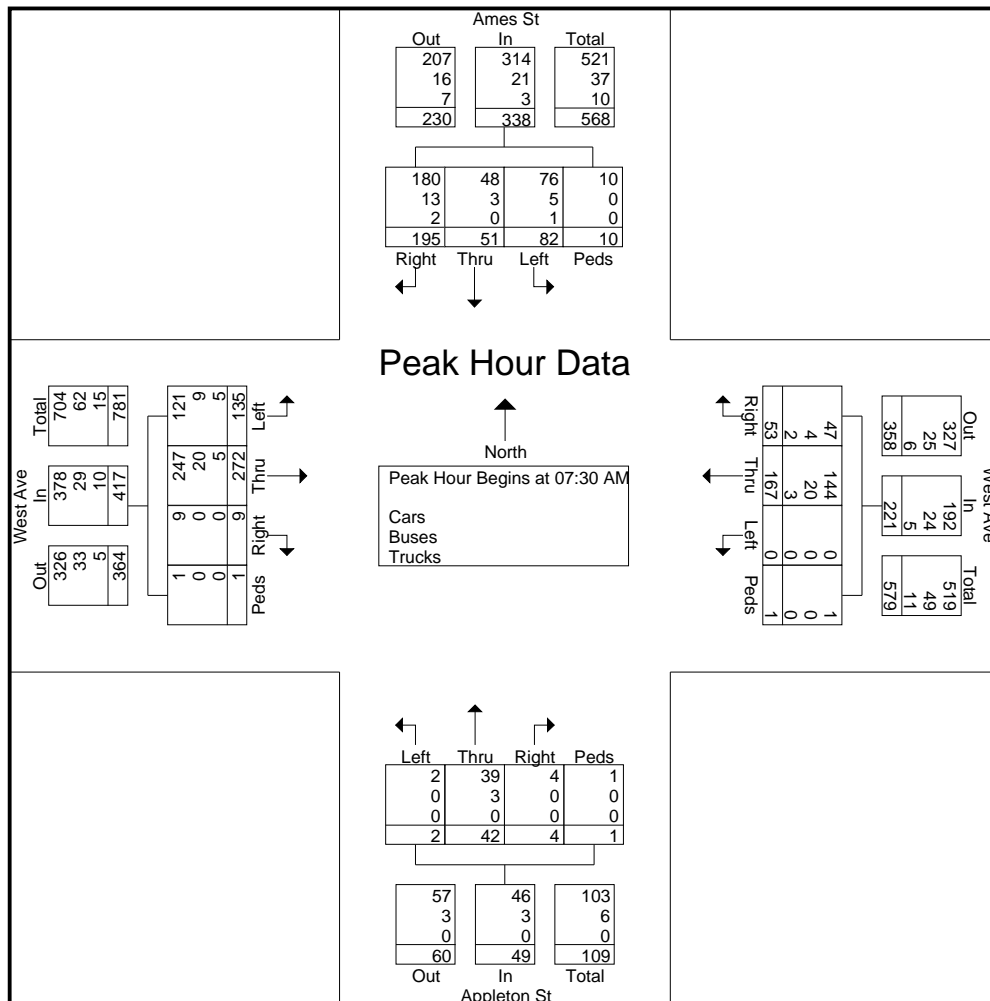 Ames St
Out In Total
207 314 521
16 21 37
7 3 10
230 338 568
180 48 76 10
13 3 5 0
2 0 1 0
195 51 82 10
Right Thru Left Peds
Peak Hour Data
North
Peak Hour Begins at 07:30 AM
Cars
Buses
Trucks
West Ave
Out In Total
326 378 704
33 29 62
5 10 15
364 417 781
Peds Right Thru Left
1 9 247 121
0 0 20 9
0 0 5 5
1 9 272 135
West Ave
Out In Total
327 192 519
25 24 49
6 5 11
358 221 579
47 144 0 1
4 20 0 0
2 3 0 0
53 167 0 1
Right Thru Left Peds
Left Thru Right Peds
2 39 4 1
0 3 0 0
0 0 0 0
2 42 4 1
57 46 103
3 3 6
0 0 0
60 49 109
Out In Total
Appleton St